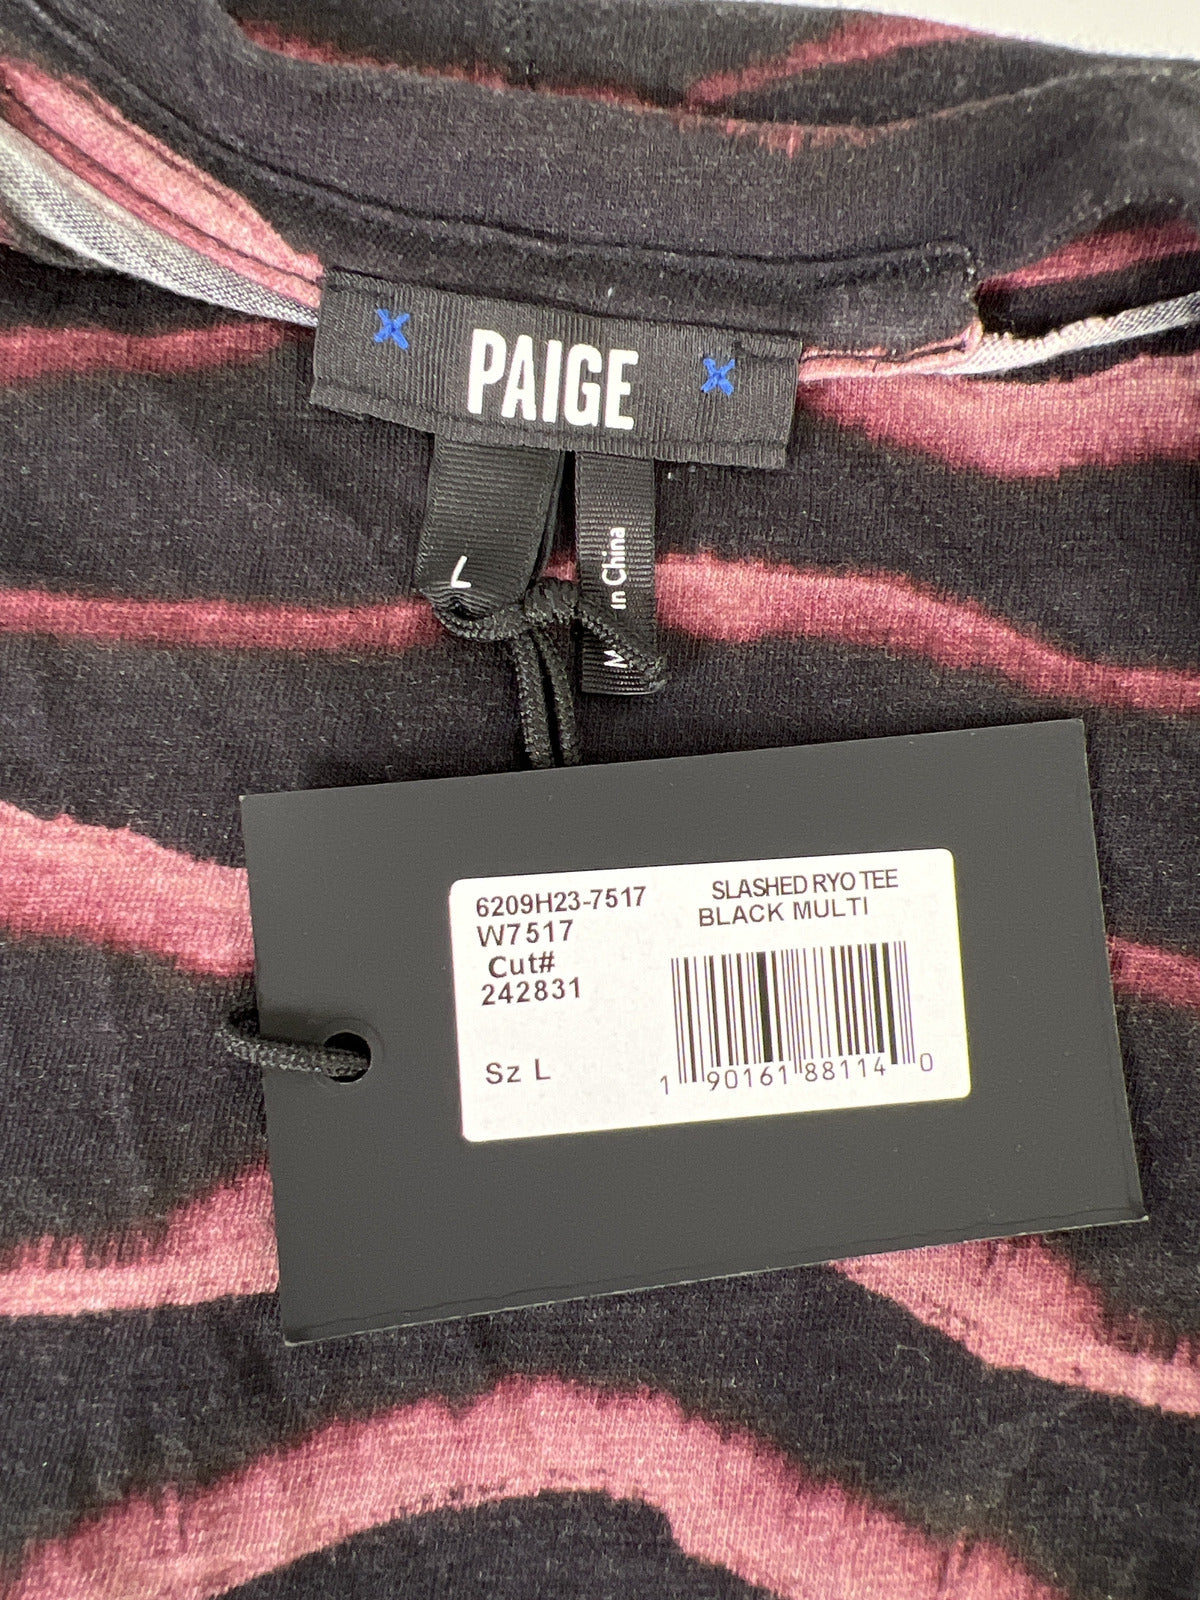 PAIGE
L
M in China
6209H23-7517
W7517
Cut#
242831
Sz L
SLASHED RYO TEE
BLACK MULTI
1 90161 88114 0